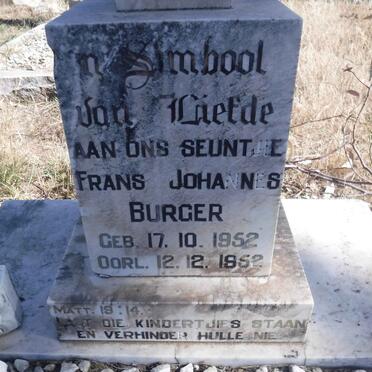 'n Simbool
van Liefde
AAN ONS SEUNTJIE
FRANS JOHANNES
BURGER
GEB. 17. 10. 1952
OORL. 12. 12. 1952
MATT. 19:14.
LAAT DIE KINDERTJIES STAAN
EN VERHINDER HULLE NIE